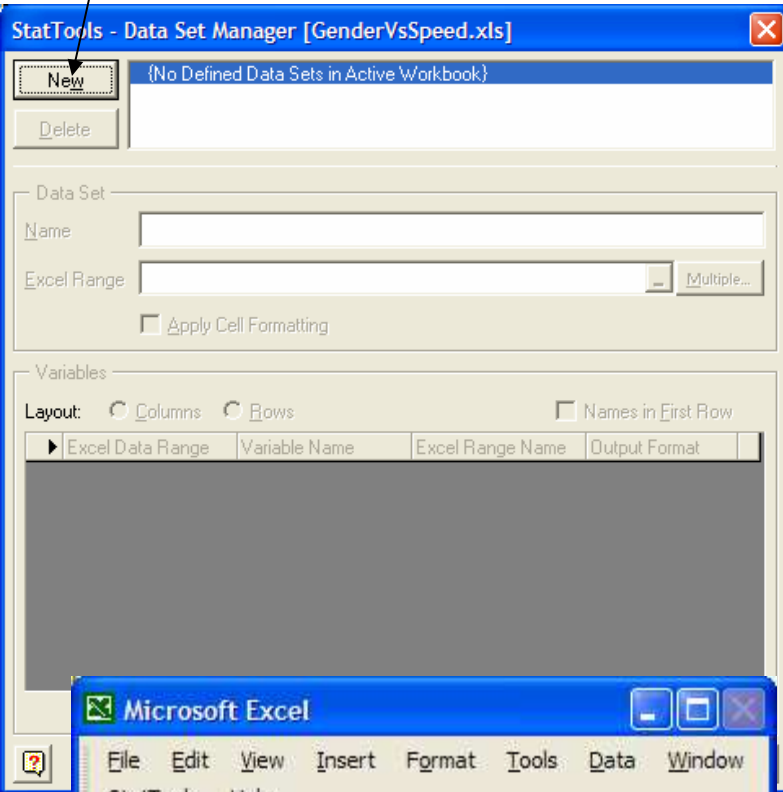 StatTools - Data Set Manager [GenderVsSpeed.xls]
New
{No Defined Data Sets in Active Workbook}
Delete
Data Set
Name
Excel Range
Multiple...
Apply Cell Formatting
Variables
Layout: Columns Rows Names in First Row
Excel Data Range Variable Name Excel Range Name Output Format
Microsoft Excel
File Edit View Insert Format Tools Data Window